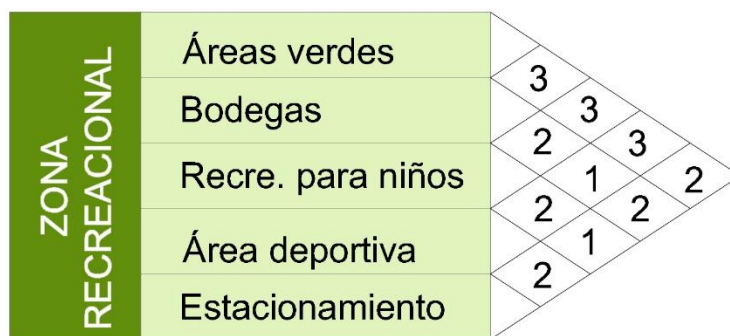 ZONA
RECREACIONAL
Áreas verdes
Bodegas
Recre. para niños
Área deportiva
Estacionamiento
3
3
2
3
1
2
2
2
1
2